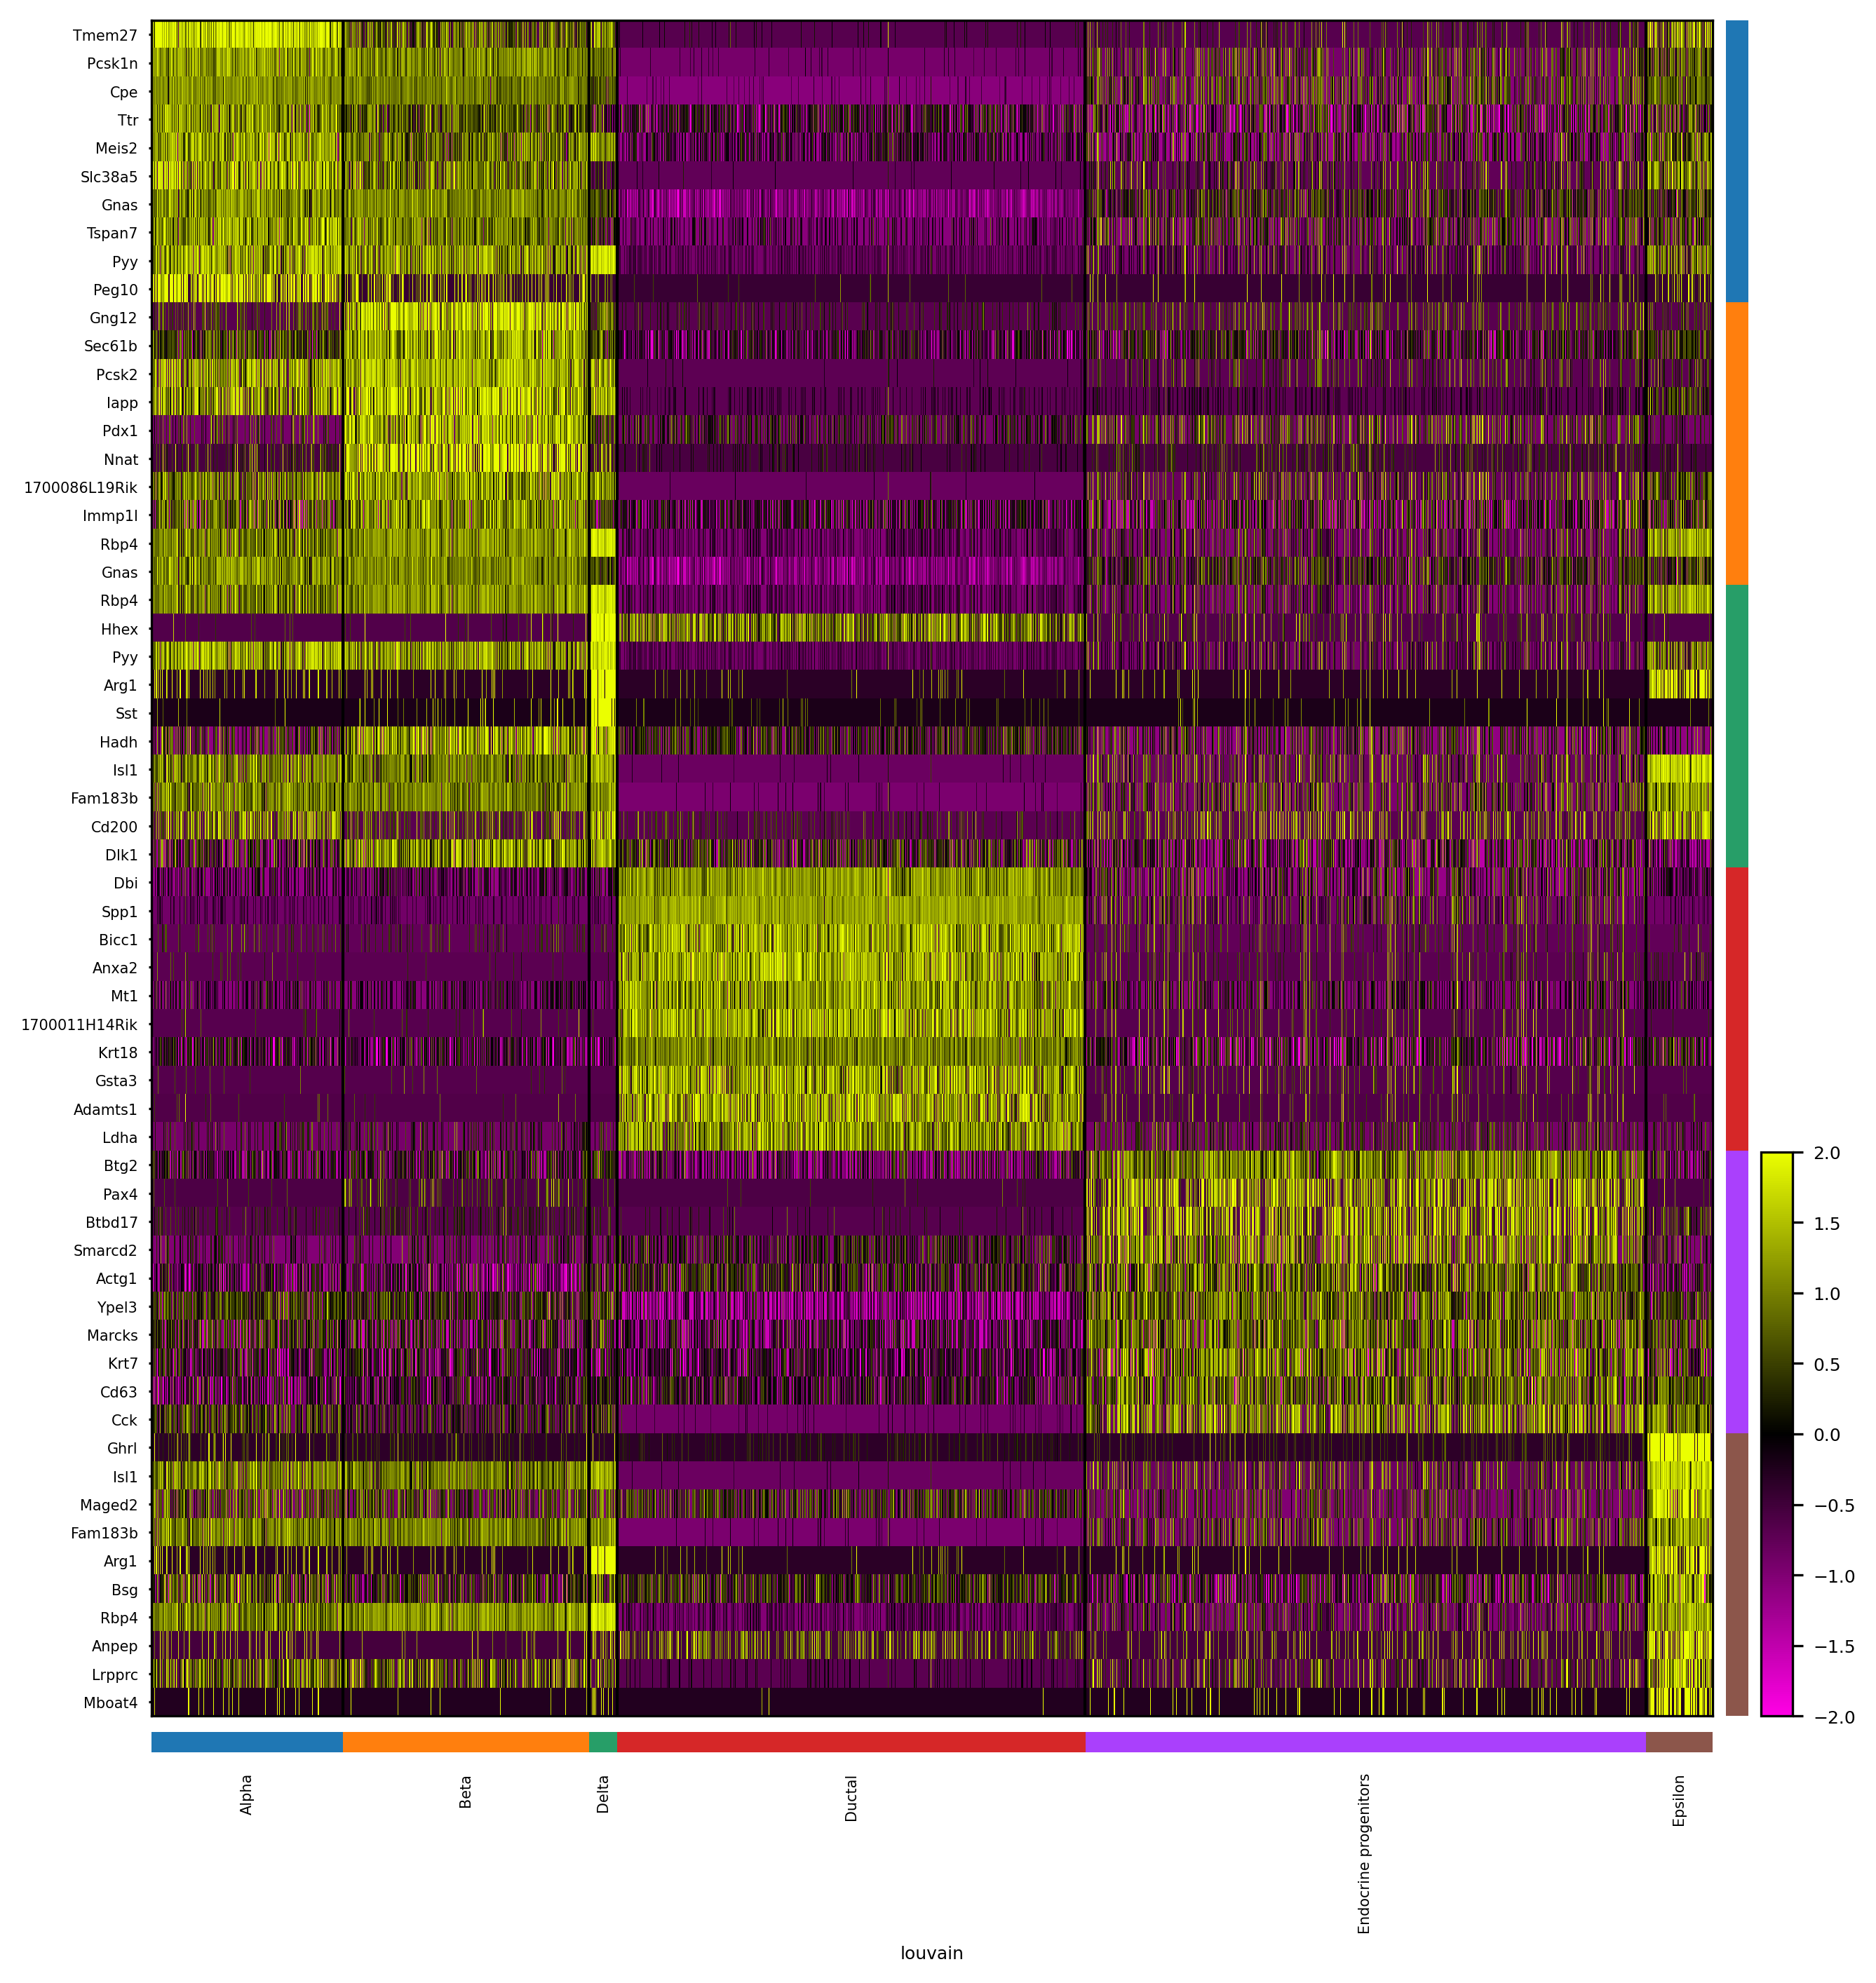 Tmem27
Pcsk1n
Cpe
Ttr
Meis2
Slc38a5
Gnas
Tspan7
Pyy
Peg10
Gng12
Sec61b
Pcsk2
Iapp
Pdx1
Nnat
1700086L19Rik
Immp1l
Rbp4
Gnas
Rbp4
Hhex
Pyy
Arg1
Sst
Hadh
Isl1
Fam183b
Cd200
Dlk1
Dbi
Spp1
Bicc1
Anxa2
Mt1
1700011H14Rik
Krt18
Gsta3
Adamts1
Ldha
Btg2
Pax4
Btbd17
Smarcd2
Actg1
Ypel3
Marcks
Krt7
Cd63
Cck
Ghrl
Isl1
Maged2
Fam183b
Arg1
Bsg
Rbp4
Anpep
Lrpprc
Mboat4
2.0
1.5
1.0
0.5
0.0
−0.5
−1.0
−1.5
−2.0
Alpha
Beta
Delta
Ductal
Endocrine progenitors
Epsilon
louvain